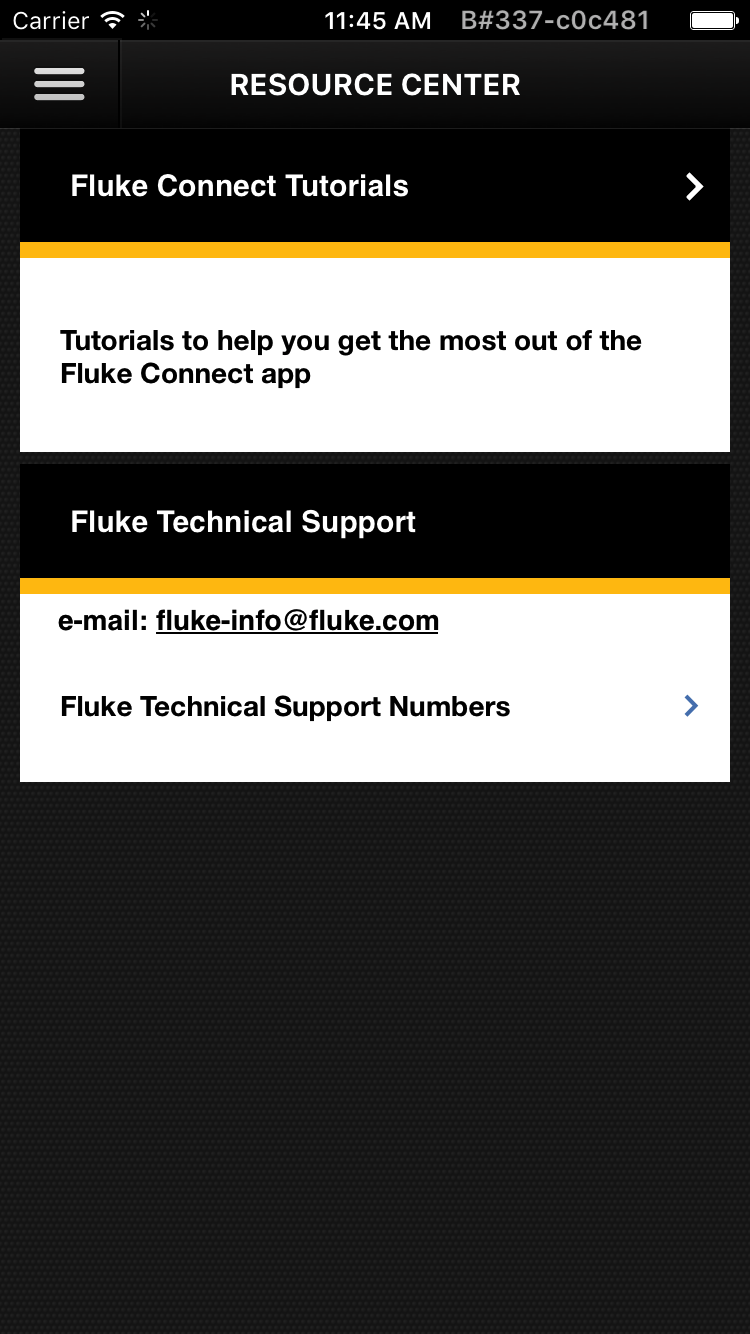 Carrier 11:45 AM B#337-c0c481
RESOURCE CENTER
Fluke Connect Tutorials
Tutorials to help you get the most out of the
Fluke Connect app
Fluke Technical Support
e-mail: fluke-info@fluke.com
Fluke Technical Support Numbers